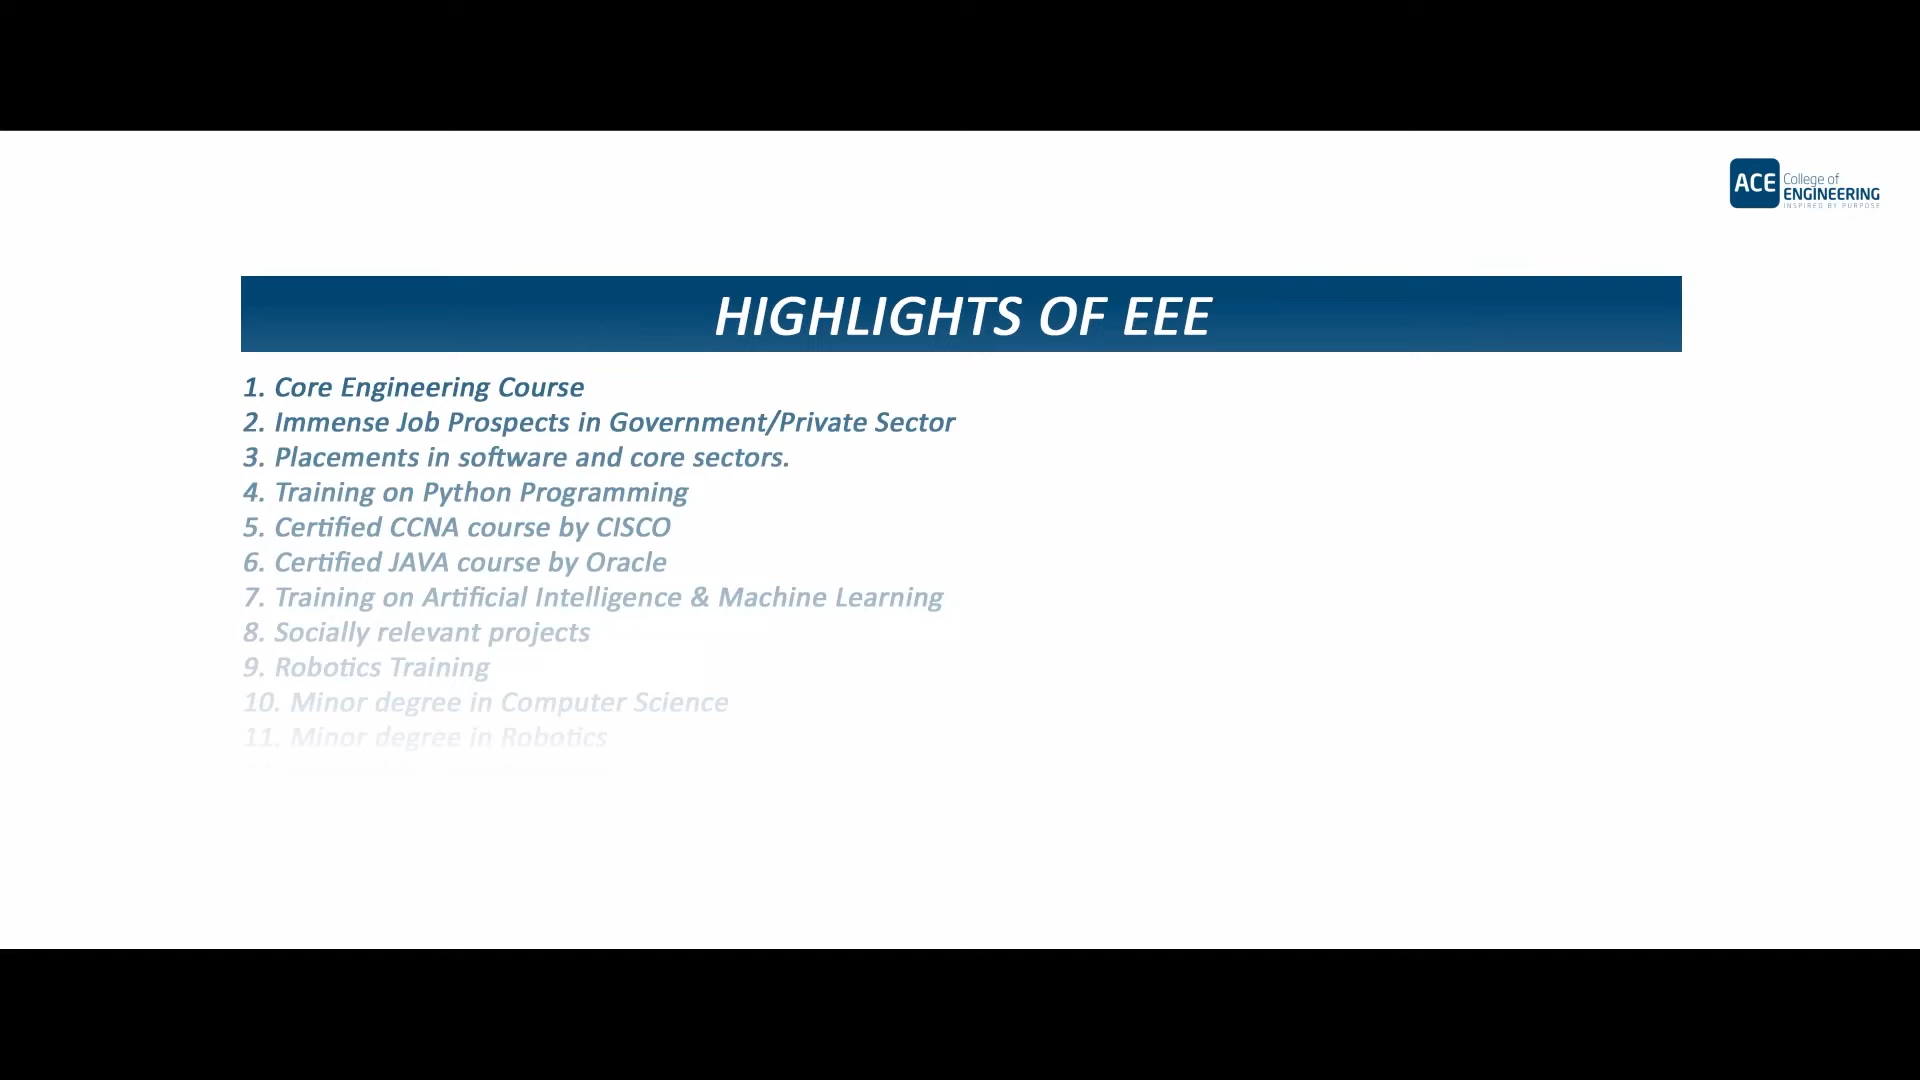 ACE College of
ENGINEERING
INSPIRED BY PURPOSE
HIGHLIGHTS OF EEE
1. Core Engineering Course
2. Immense Job Prospects in Government/Private Sector
3. Placements in software and core sectors.
4. Training on Python Programming
5. Certified CCNA course by CISCO
6. Certified JAVA course by Oracle
7. Training on Artificial Intelligence & Machine Learning
8. Socially relevant projects
9. Robotics Training
10. Minor degree in Computer Science
11. Minor degree in Robotics